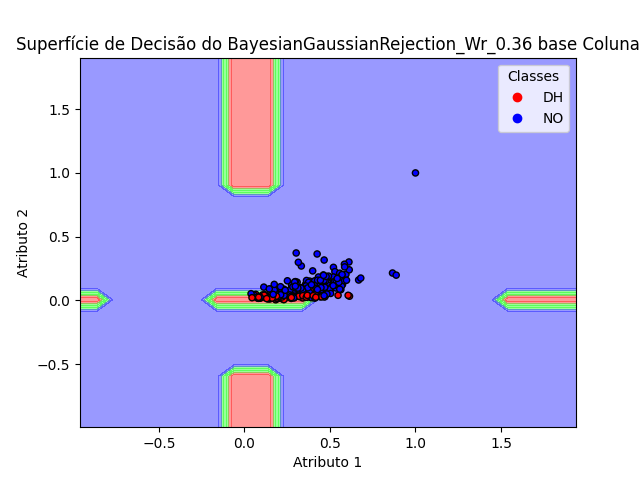 Superfície de Decisão do BayesianGaussianRejection_Wr_0.36 base Coluna
Classes
DH
NO
1.5
1.0
0.5
0.0
−0.5
Atributo 2
−0.5
0.0
0.5
1.0
1.5
Atributo 1